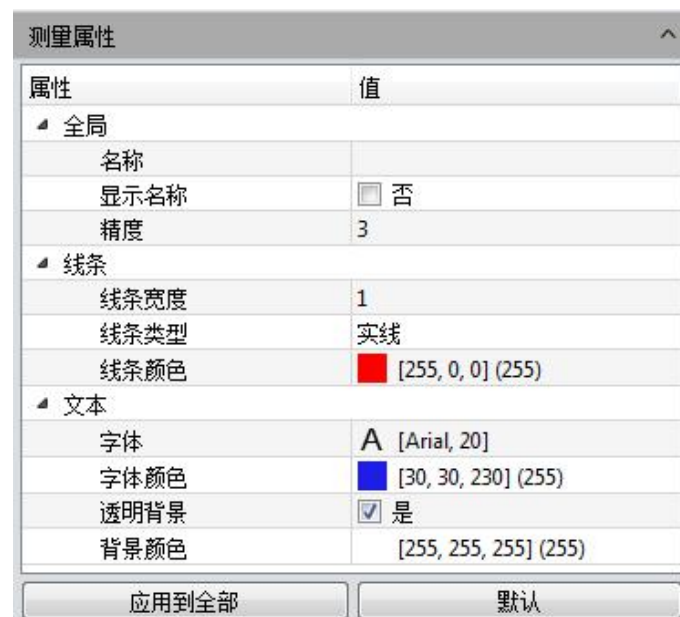 测量属性
属性 值
全局
名称
显示名称 否
精度 3
线条
线条宽度 1
线条类型 实线
线条颜色 [255, 0, 0] (255)
文本
字体 A [Arial, 20]
字体颜色 [30, 30, 230] (255)
透明背景 是
背景颜色 [255, 255, 255] (255)
应用到全部 默认